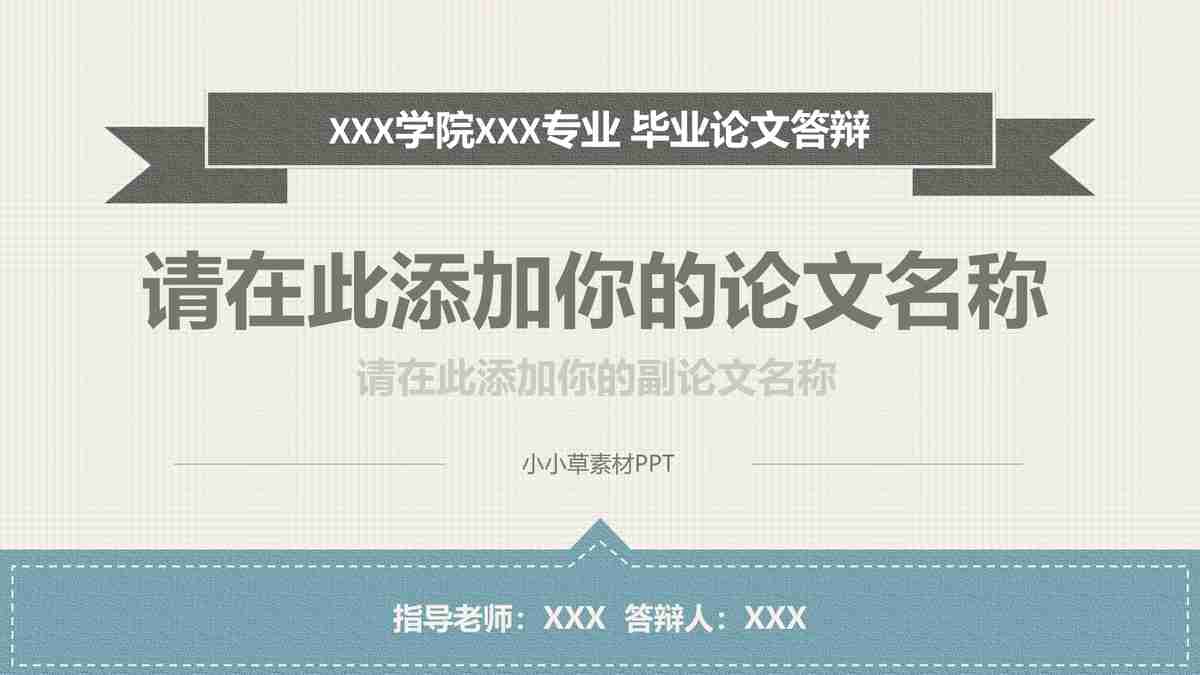 XXX学院XXX专业 毕业论文答辩
请在此添加你的论文名称
请在此添加你的副论文名称
小小草素材PPT
指导老师：XXX 答辩人：XXX